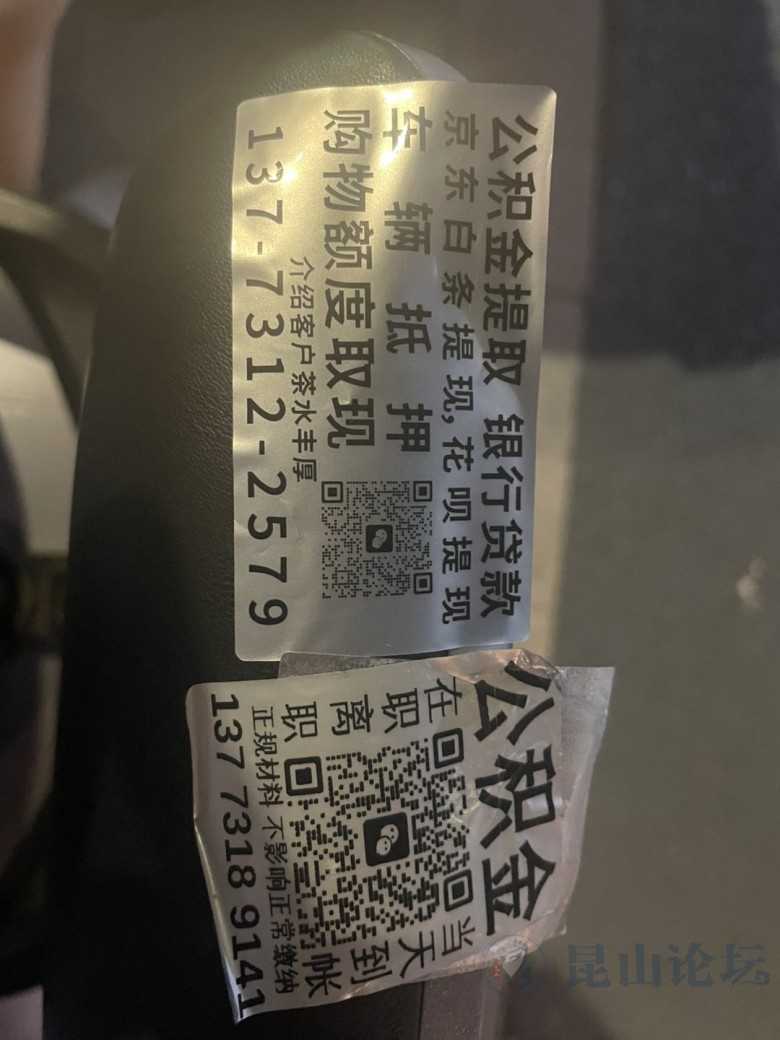 公积金提取 银行贷款
京东白条提现,花呗提现
车辆抵押
购物额度取现
介绍客户茶水丰厚
137-7312-2579
公积金
在职
离职
当天到帐
正规材料 不影响正常缴纳
137 7318 9141
昆山论坛